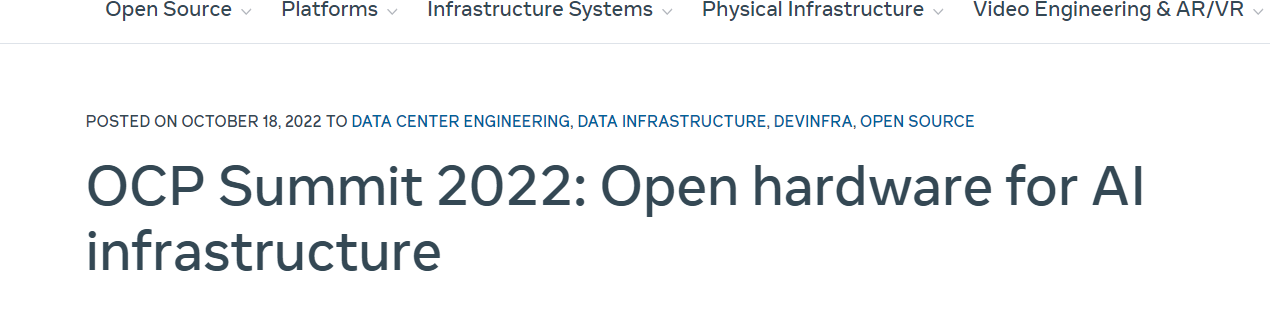 Open Source Platforms Infrastructure Systems Physical Infrastructure Video Engineering & AR/VR
POSTED ON OCTOBER 18, 2022 TO DATA CENTER ENGINEERING, DATA INFRASTRUCTURE, DEVINFRA, OPEN SOURCE
OCP Summit 2022: Open hardware for AI
infrastructure